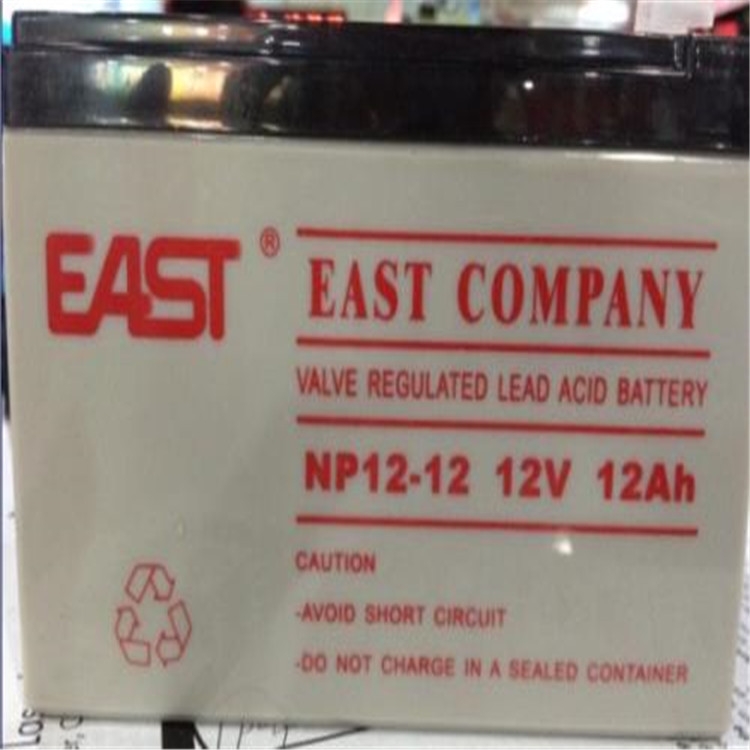 EAST ®
EAST COMPANY
VALVE REGULATED LEAD ACID BATTERY
NP12-12 12V 12Ah
CAUTION
-AVOID SHORT CIRCUIT
-DO NOT CHARGE IN A SEALED CONTAINER